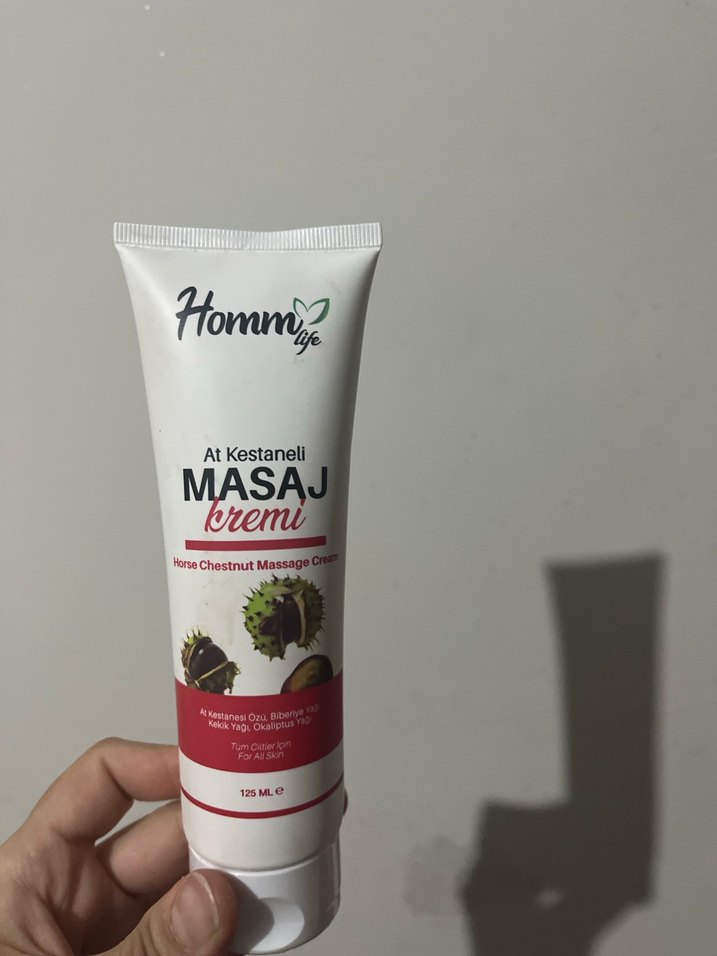 Homm
life
At Kestaneli
MASAJ
kremi
Horse Chestnut Massage Cream
At Kestanesi Özü, Biberiye Yağı
Kekik Yağı, Okaliptus Yağı
Tüm Ciltler İçin
For All Skin
125 ML ℮